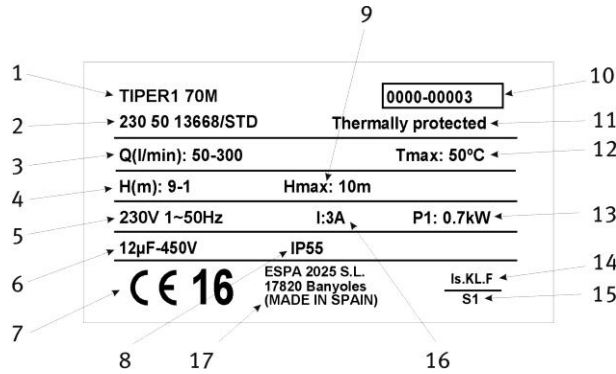 9
1 TIPER1 70M 0000-00003 10
2 230 50 13668/STD Thermally protected 11
3 Q(l/min): 50-300 Tmax: 50ºC 12
4 H(m): 9-1 Hmax: 10m
5 230V 1~50Hz I:3A P1: 0.7kW 13
6 12µF-450V IP55
7 CE 16 ESPA 2025 S.L. Is.KL.F 14
17820 Banyoles
(MADE IN SPAIN) S1 15
8 17 16